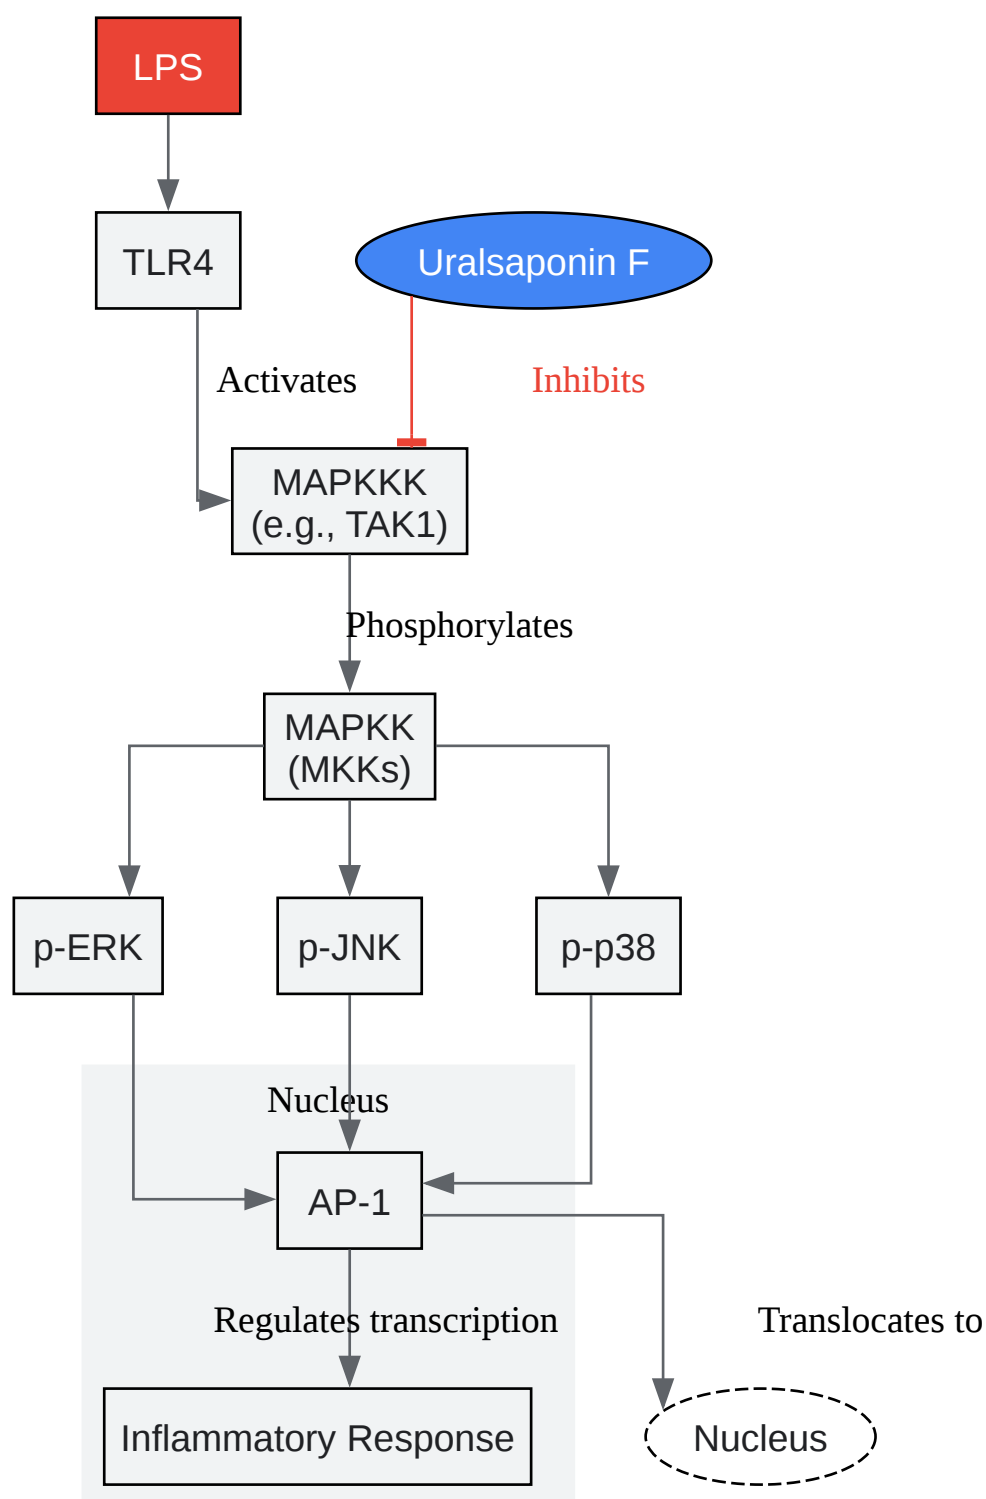 LPS
TLR4
Uralsaponin F
Activates
Inhibits
MAPKKK
(e.g., TAK1)
Phosphorylates
MAPKK
(MKKs)
p-ERK
p-JNK
p-p38
Nucleus
AP-1
Regulates transcription
Translocates to
Inflammatory Response
Nucleus